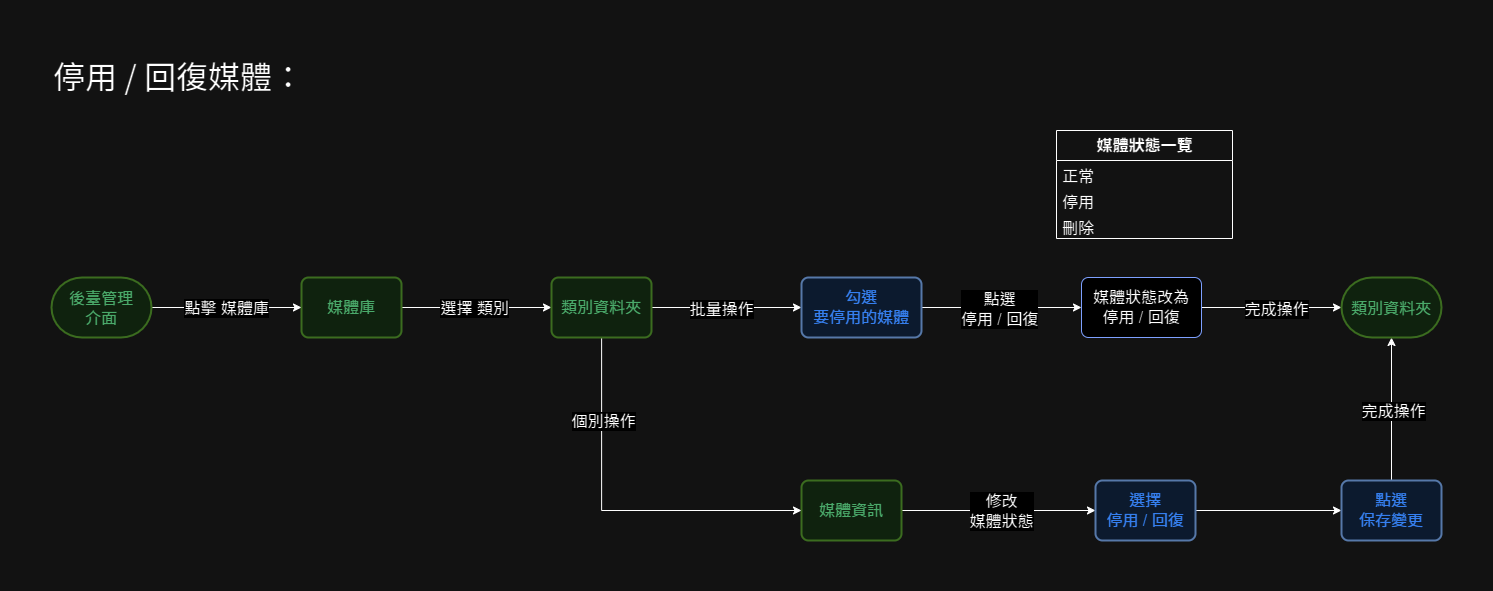 停用 / 回復媒體：
媒體狀態一覽
正常
停用
刪除
後臺管理
介面
點擊 媒體庫
媒體庫
選擇 類別
類別資料夾
批量操作
勾選
要停用的媒體
點選
停用 / 回復
媒體狀態改為
停用 / 回復
完成操作
類別資料夾
個別操作
完成操作
媒體資訊
修改
媒體狀態
選擇
停用 / 回復
點選
保存變更